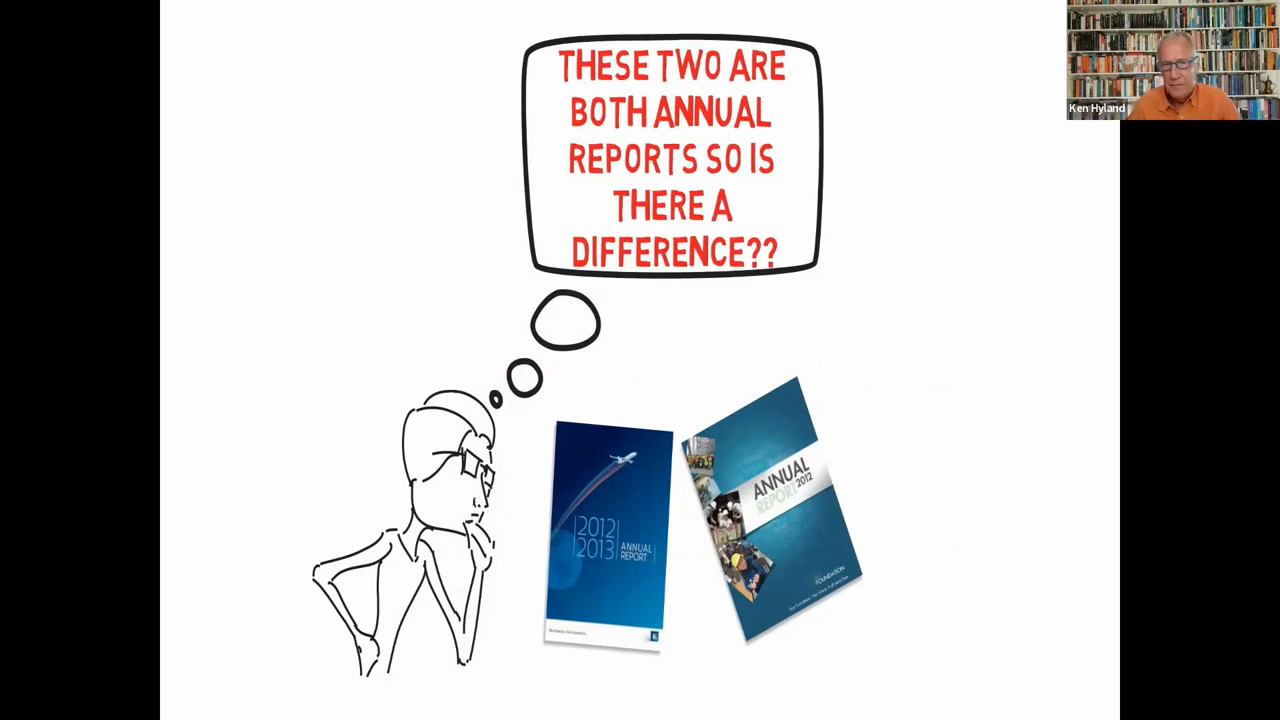 THESE TWO ARE
BOTH ANNUAL
REPORTS SO IS
THERE A
DIFFERENCE??
Ken Hyland
2012
2013
ANNUAL
REPORT
ANNUAL
REPORT 2012
FOUNDATION